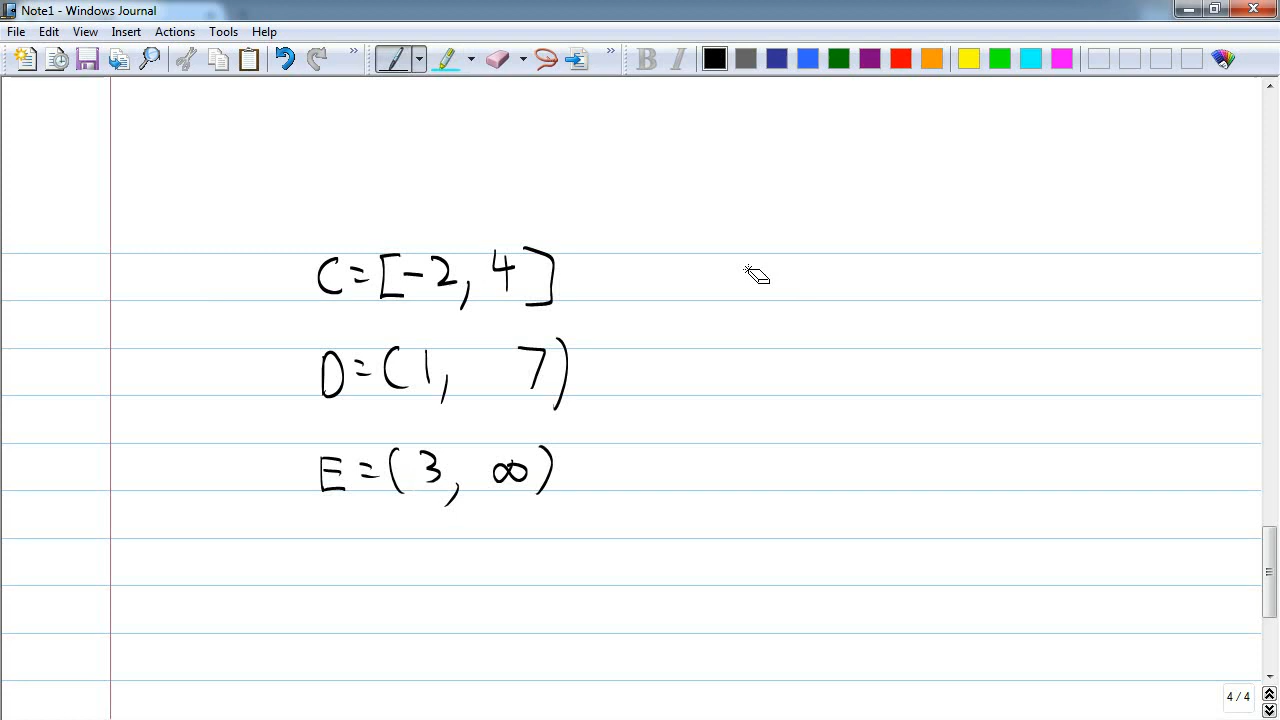 Note1 - Windows Journal
File Edit View Insert Actions Tools Help
B I
C=[-2, 4]
D=(1, 7)
E=(3, ∞)
4 / 4